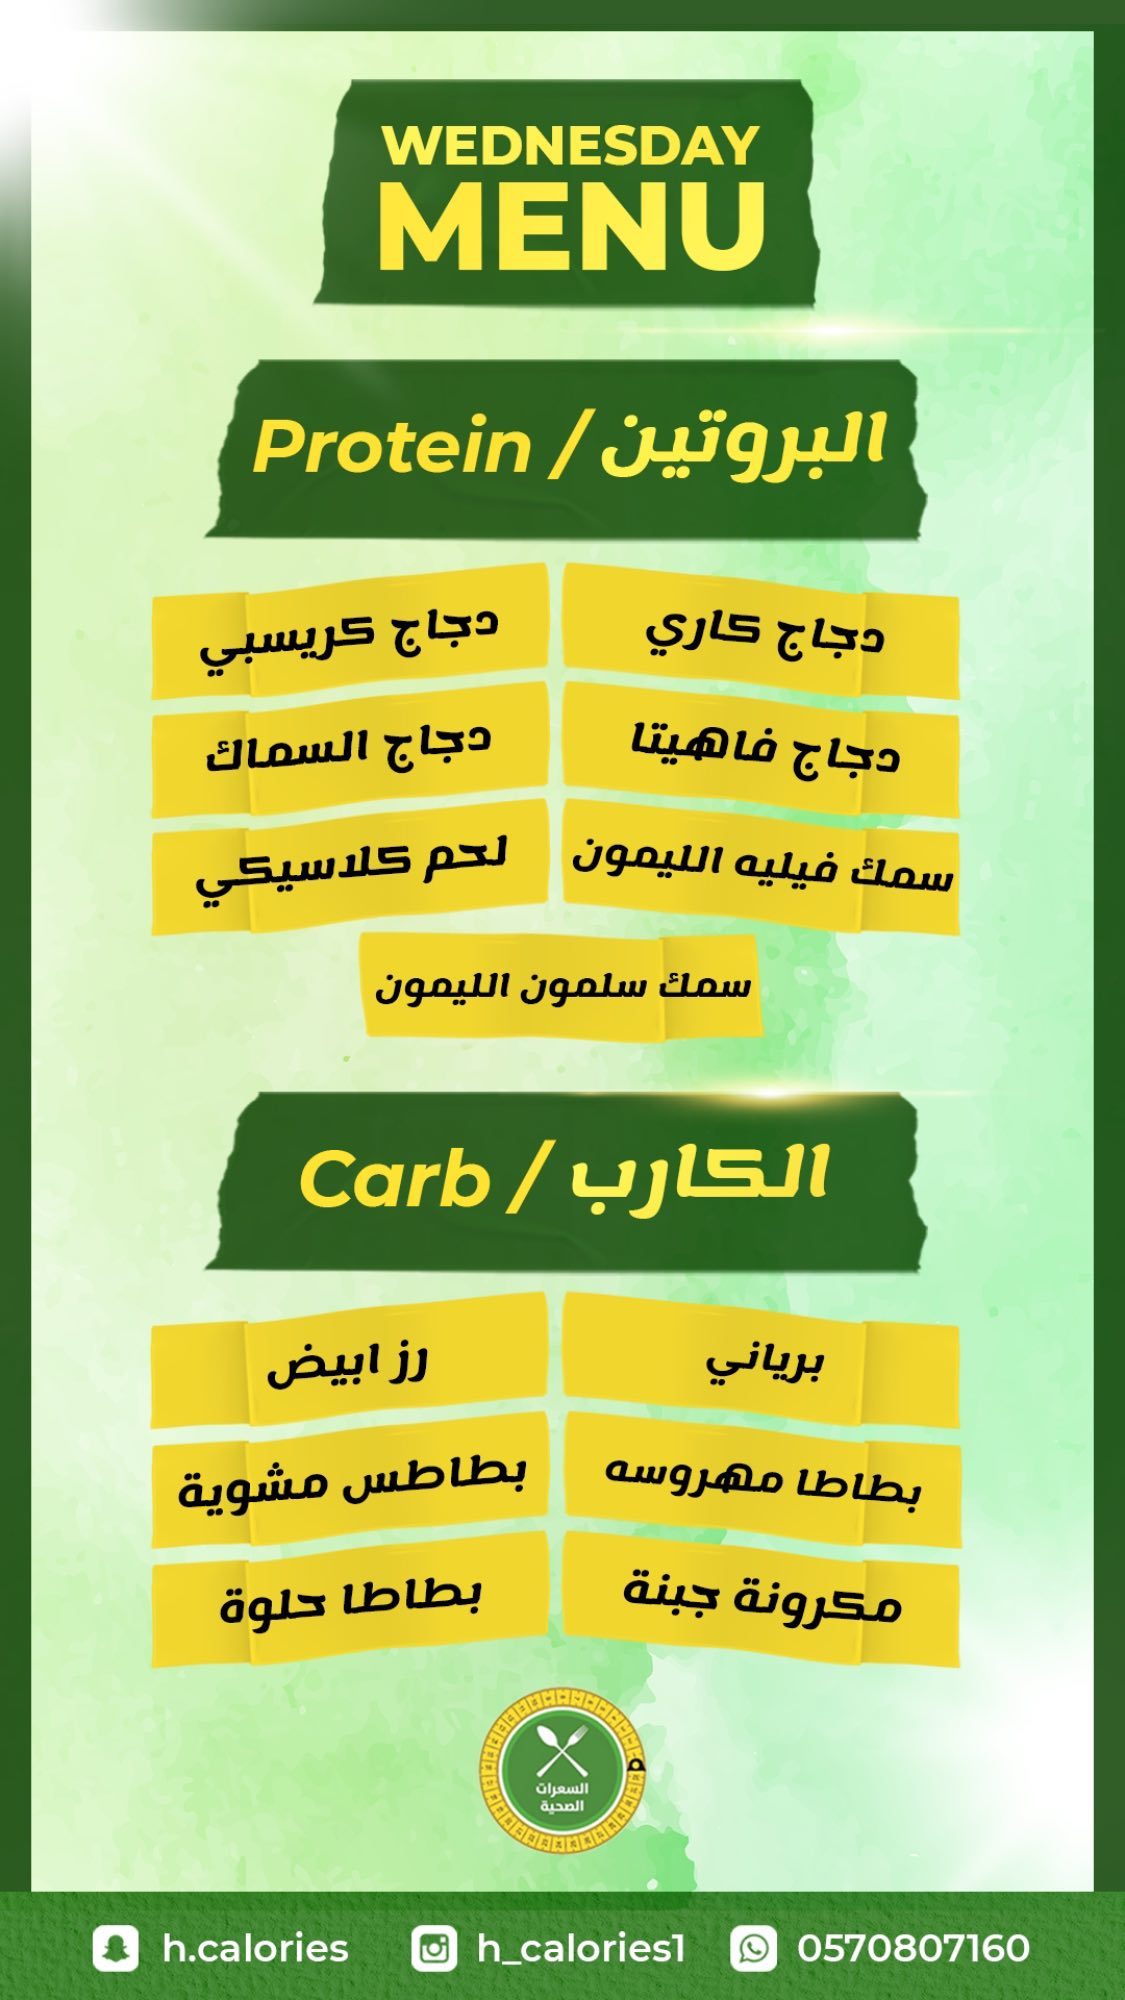 WEDNESDAY
MENU
Protein / البروتين
دجاج كاري
دجاج كريسبي
دجاج فاهيتا
دجاج السماك
سمك فيليه الليمون
لحم كلاسيكي
سمك سلمون الليمون
Carb / الكارب
برياني
رز ابيض
بطاطا مهروسه
بطاطس مشوية
مكرونة جبنة
بطاطا حلوة
السعرات
الصحية
h.calories
h_calories1
0570807160